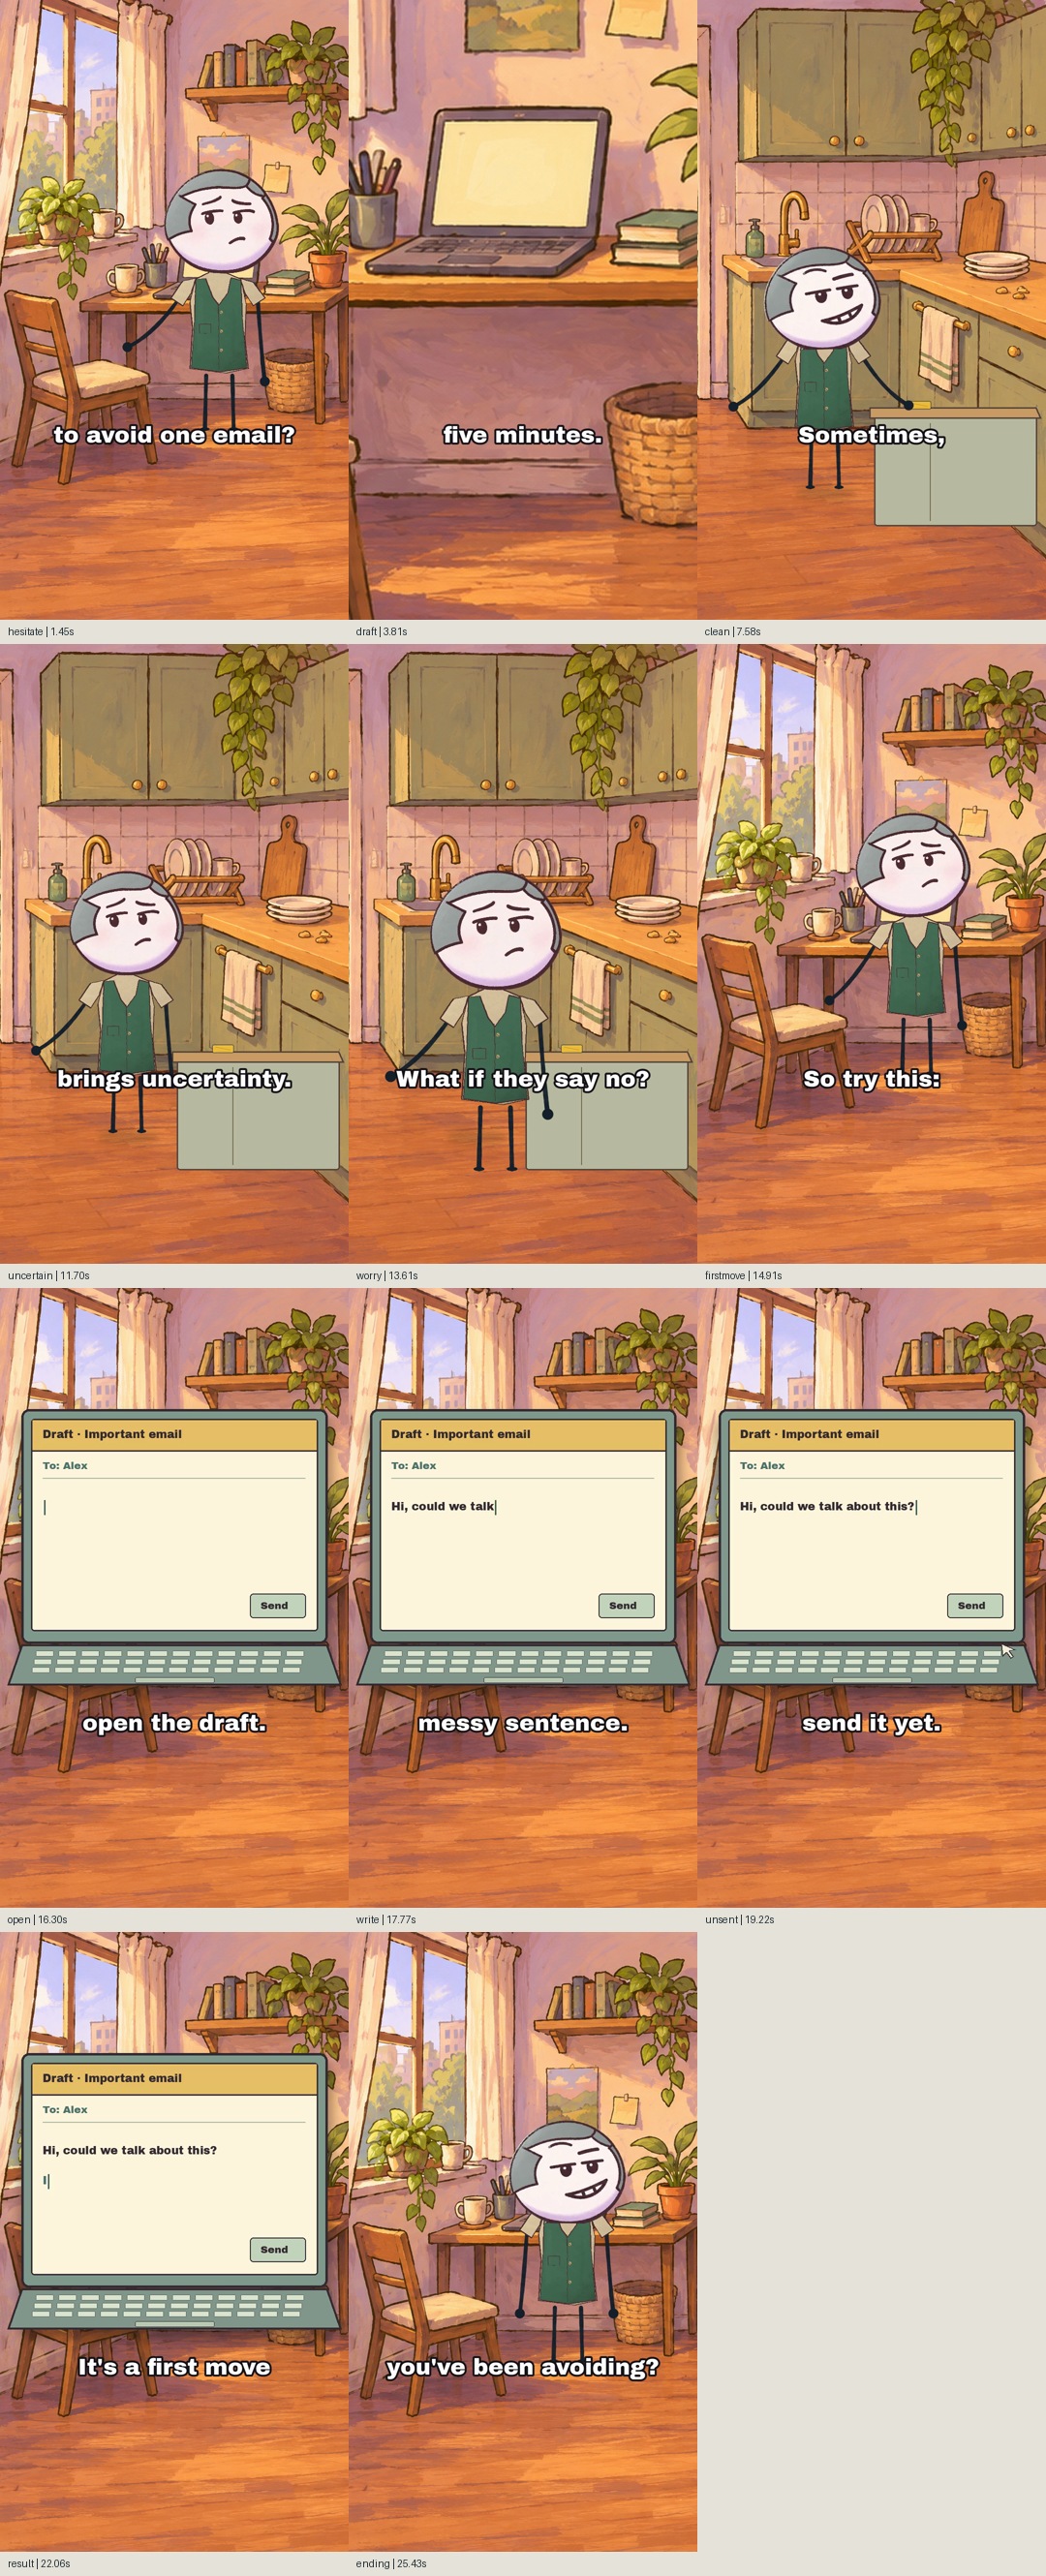 to avoid one email?
five minutes.
Sometimes,
hesitate | 1.45s
draft | 3.81s
clean | 7.58s
brings uncertainty.
What if they say no?
So try this:
uncertain | 11.70s
worry | 13.61s
firstmove | 14.91s
Draft · Important email
To: Alex
Send
open the draft.
Draft · Important email
To: Alex
Hi, could we talk
Send
messy sentence.
Draft · Important email
To: Alex
Hi, could we talk about this?
Send
send it yet.
open | 16.30s
write | 17.77s
unsent | 19.22s
Draft · Important email
To: Alex
Hi, could we talk about this?
I
Send
It's a first move
you've been avoiding?
result | 22.06s
ending | 25.43s